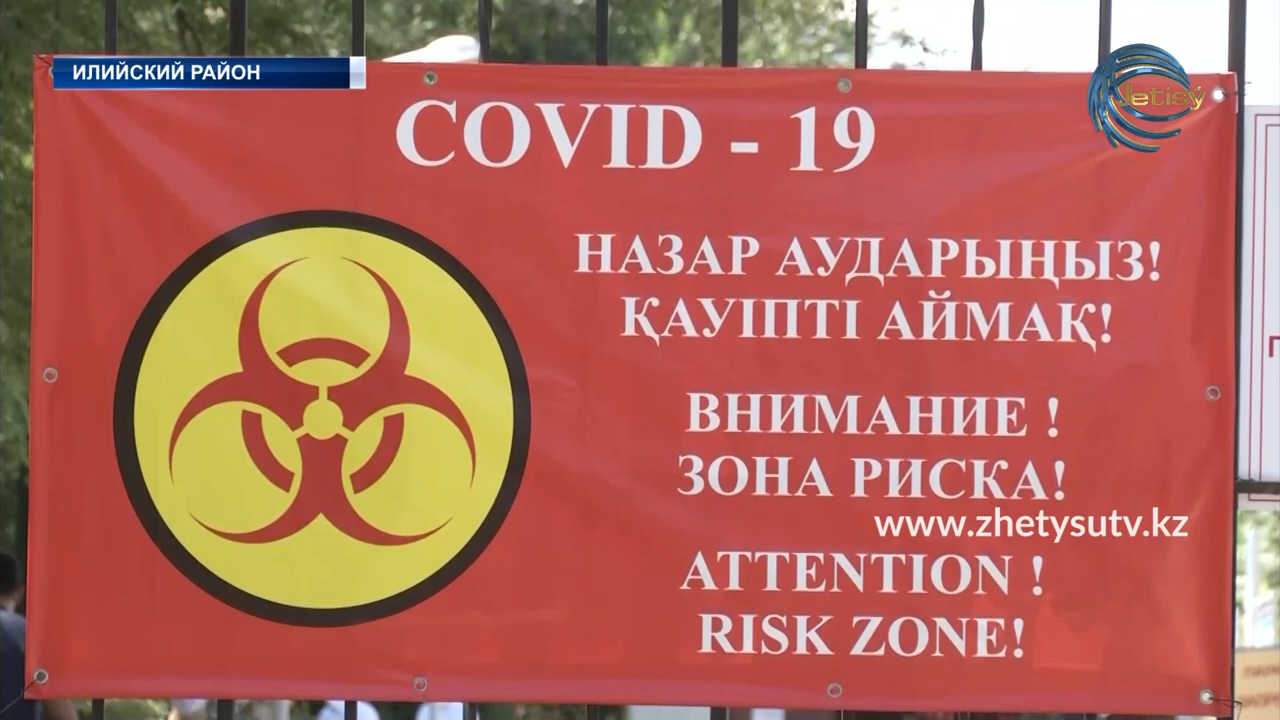 ИЛИЙСКИЙ РАЙОН
Jetisý
COVID - 19
НАЗАР АУДАРЫҢЫЗ!
ҚАУІПТІ АЙМАҚ!
ВНИМАНИЕ !
ЗОНА РИСКА!
www.zhetysutv.kz
ATTENTION !
RISK ZONE!